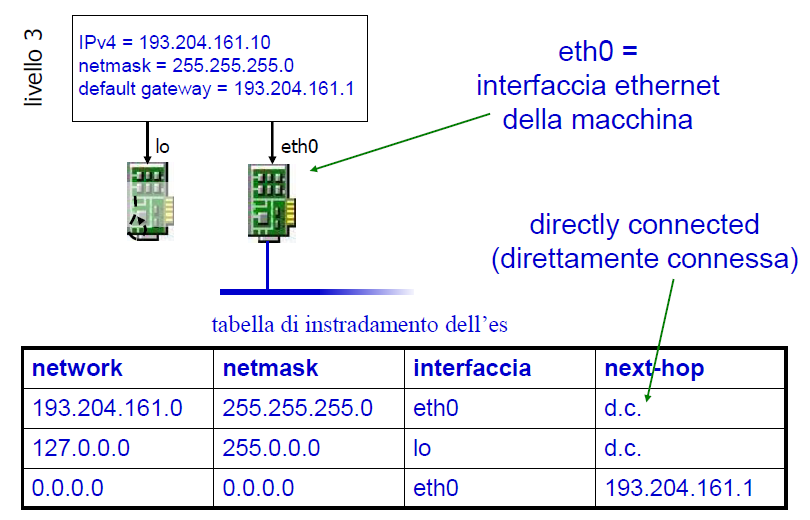 livello 3
IPv4 = 193.204.161.10
netmask = 255.255.255.0
default gateway = 193.204.161.1
eth0 =
interfaccia ethernet
della macchina
lo
eth0
directly connected
(direttamente connessa)
tabella di instradamento dell'es
network netmask interfaccia next-hop
193.204.161.0 255.255.255.0 eth0 d.c.
127.0.0.0 255.0.0.0 lo d.c.
0.0.0.0 0.0.0.0 eth0 193.204.161.1